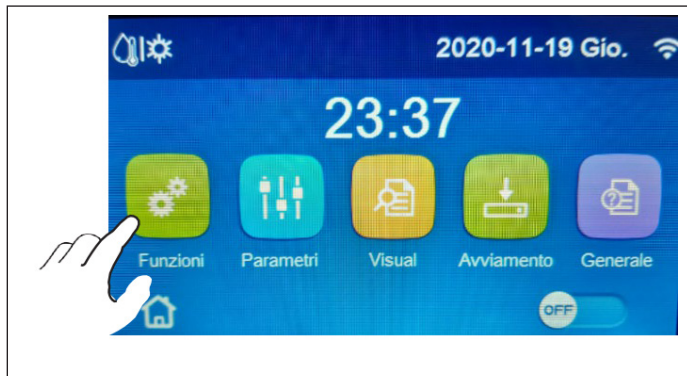 2020-11-19 Gio.
23:37
Funzioni Parametri Visual Avviamento Generale
OFF